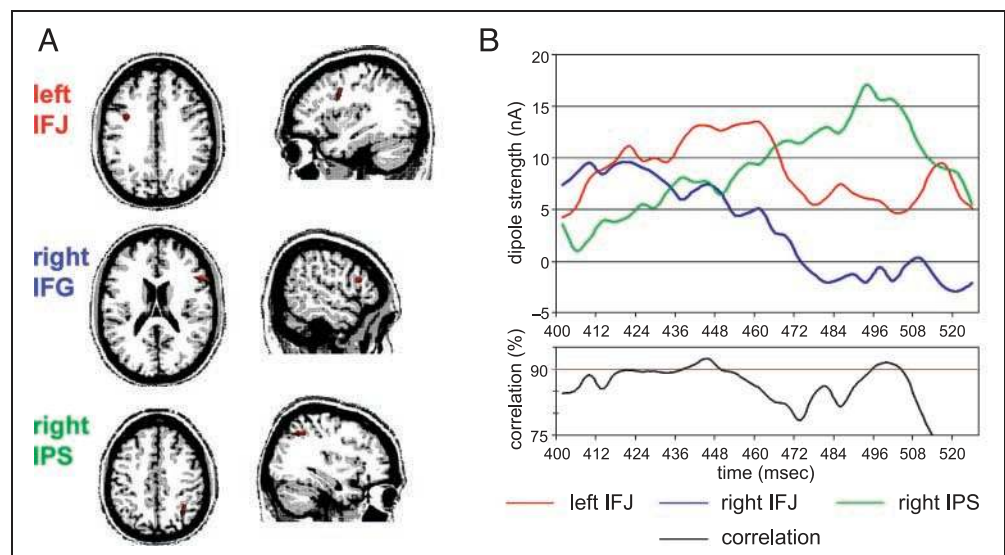 A
left
IFJ
right
IFG
right
IPS
B
dipole strength (nA)
20
15
10
5
0
–5
400 412 424 436 448 460 472 484 496 508 520
correlation (%)
90
75
400 412 424 436 448 460 472 484 496 508 520
time (msec)
left IFJ right IFJ right IPS
correlation